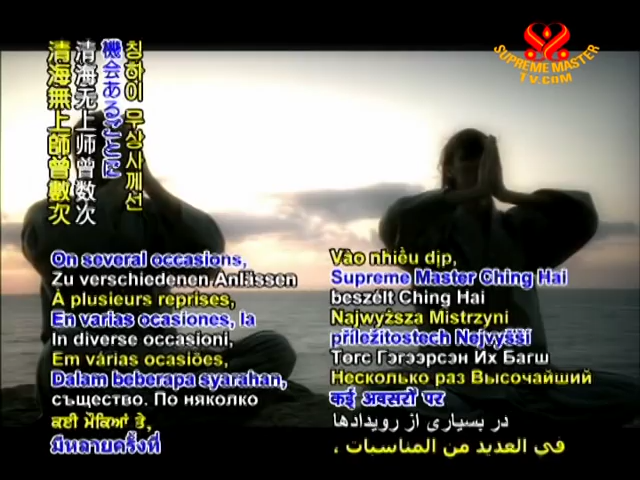 SUPREME MASTER
TV.COM
칭하이 무상사께선
機会あるごとに
清海无上师曾数次
清海無上師曾數次
On several occasions,
Zu verschiedenen Anlässen
À plusieurs reprises,
En varias ocasiones, la
In diverse occasioni,
Em várias ocasiões,
Dalam beberapa syarahan,
същество. По няколко
ਕਈ ਮੌਕਿਆਂ ਤੇ,
มีหลายครั้งที่
Vào nhiều dịp,
Supreme Master Ching Hai
beszélt Ching Hai
Najwyższa Mistrzyni
příležitostech Nejvyšší
Төгс Гэгээрсэн Их Багш
Несколько раз Высочайший
कई अवसरों पर
در بسیاری از رویدادها
في العديد من المناسبات ،